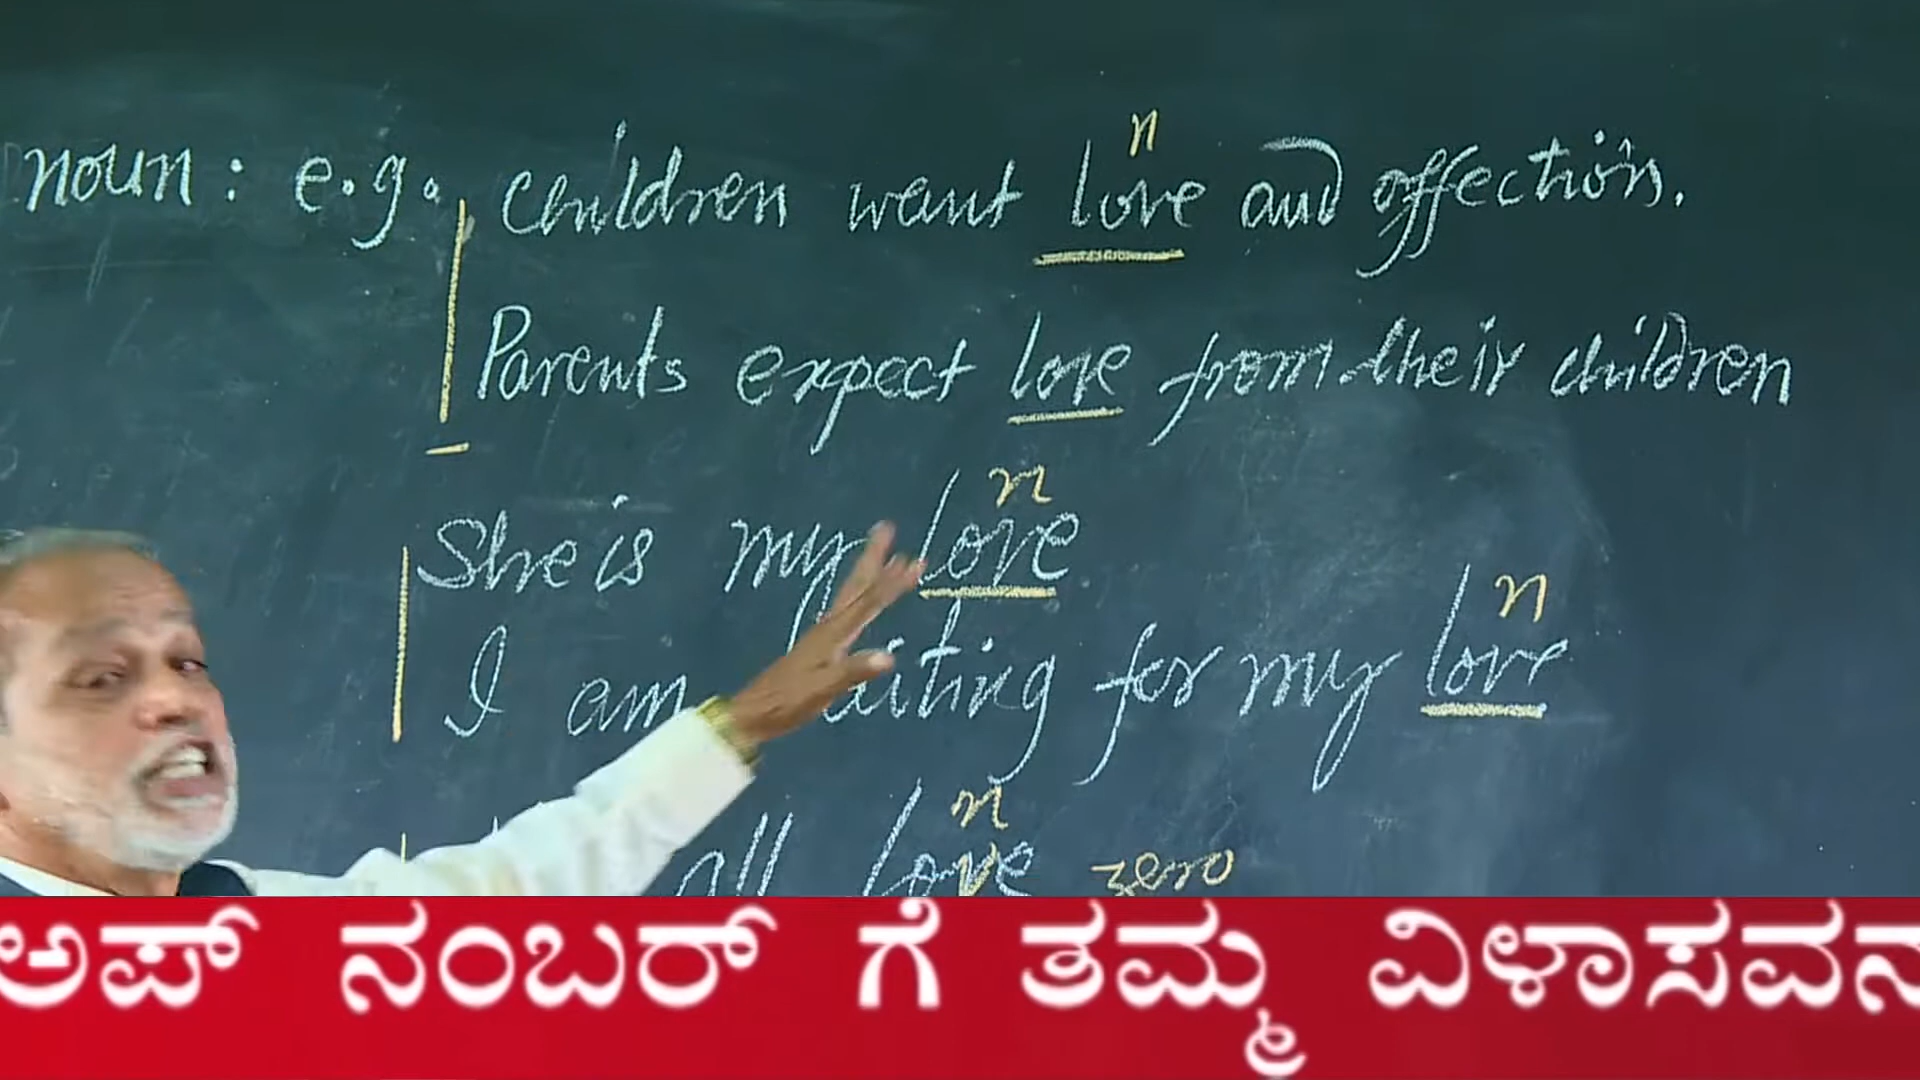 n
noun: e.g. Children want love and affection.
Parents expect love from their children
n
She is my love
n
I am waiting for my love
n
all love zero
ಅಪ್ ನಂಬರ್ ಗೆ ತಮ್ಮ ವಿಳಾಸವನ